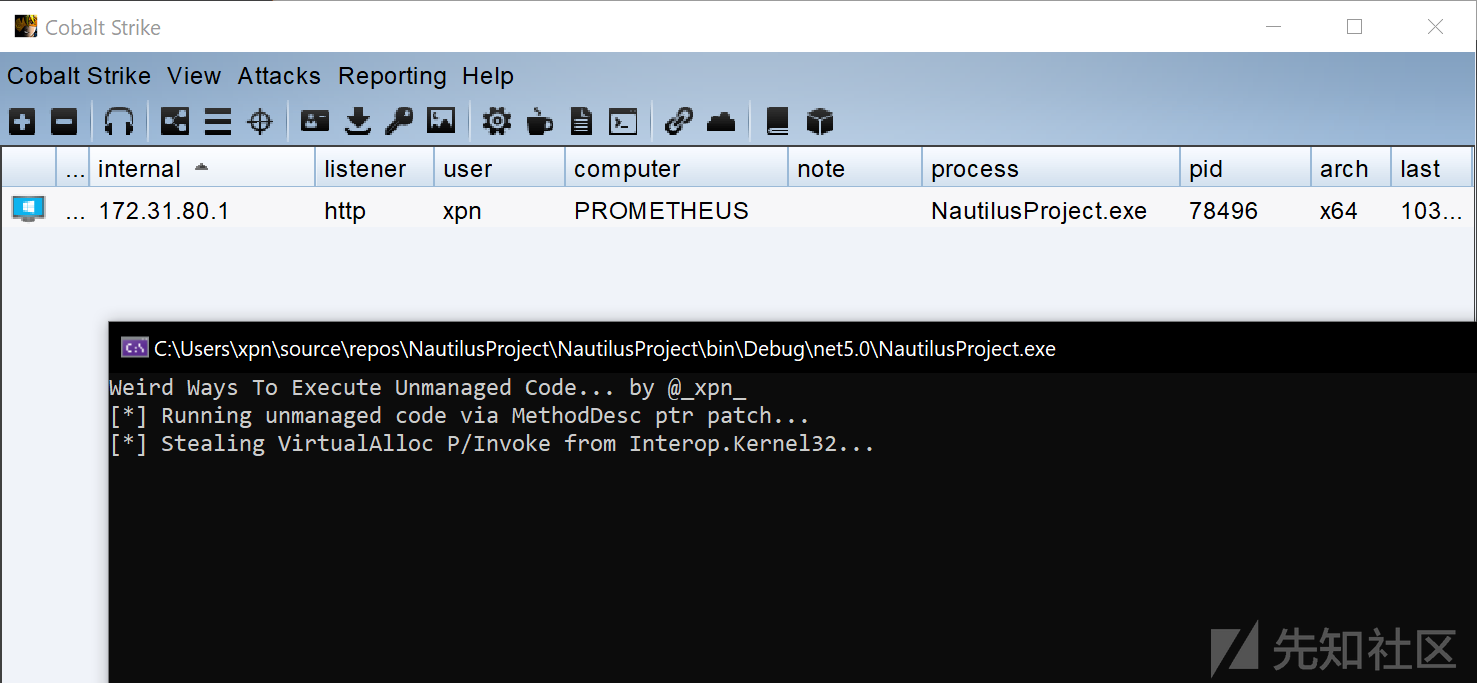 Cobalt Strike
Cobalt Strike View Attacks Reporting Help
... internal listener user computer note process pid arch last
... 172.31.80.1 http xpn PROMETHEUS NautilusProject.exe 78496 x64 103...
C:\Users\xpn\source\repos\NautilusProject\NautilusProject\bin\Debug\net5.0\NautilusProject.exe
Weird Ways To Execute Unmanaged Code... by @_xpn_
[*] Running unmanaged code via MethodDesc ptr patch...
[*] Stealing VirtualAlloc P/Invoke from Interop.Kernel32...
先知社区